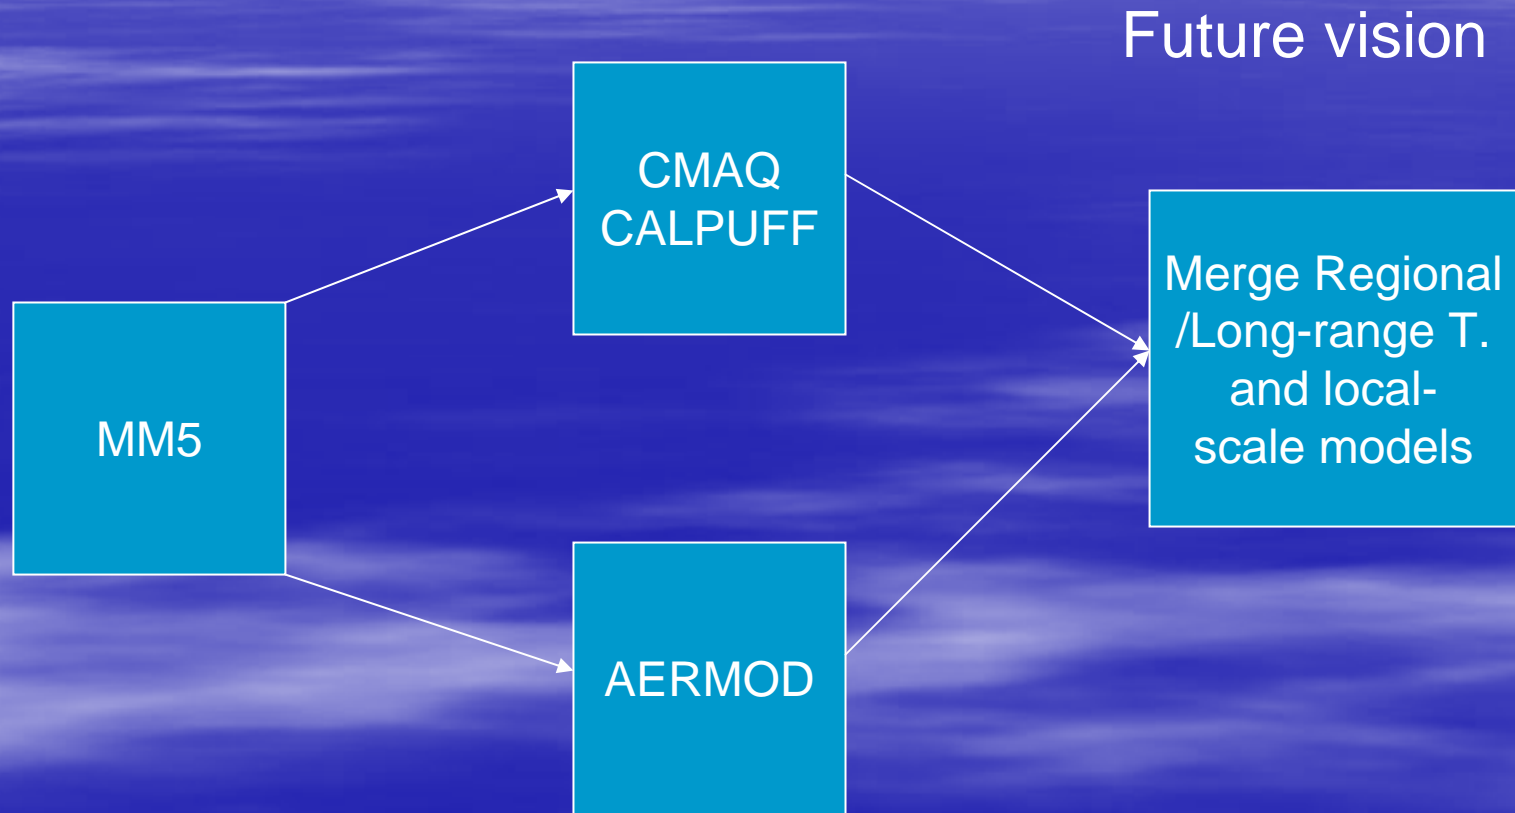 Future vision
CMAQ
CALPUFF
Merge Regional
/Long-range T.
and local-
scale models
MM5
AERMOD